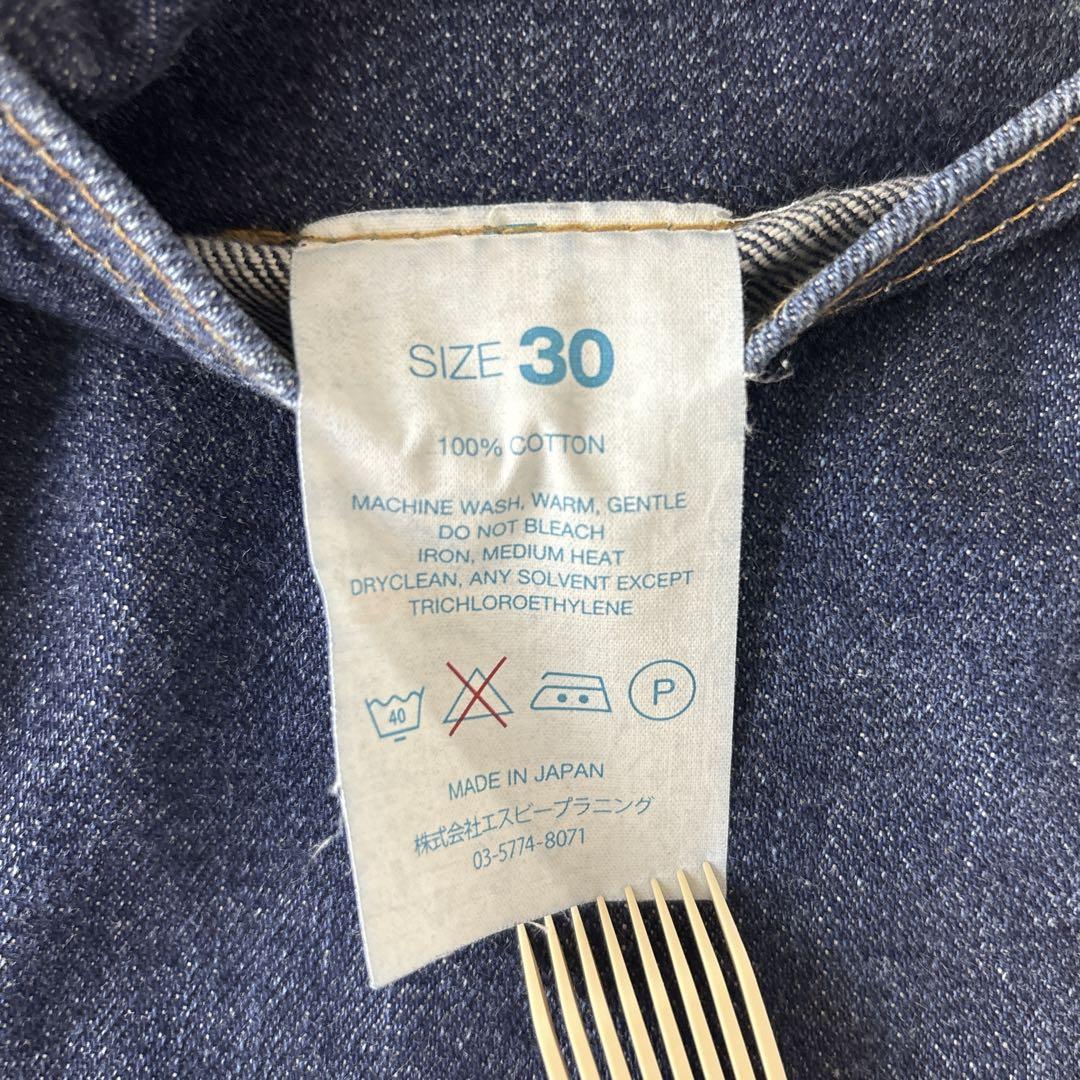 SIZE 30
100% COTTON
MACHINE WASH, WARM, GENTLE
DO NOT BLEACH
IRON, MEDIUM HEAT
DRYCLEAN, ANY SOLVENT EXCEPT
TRICHLOROETHYLENE
40 P
MADE IN JAPAN
株式会社エスビープラニング
03-5774-8071